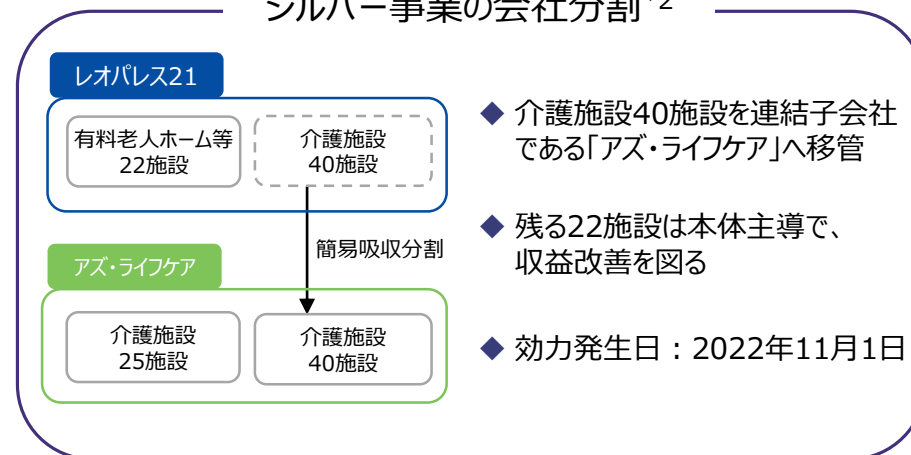 シルバー事業の会社分割*2
レオパレス21
有料老人ホーム等
22施設
介護施設
40施設
簡易吸収分割
アズ・ライフケア
介護施設
25施設
介護施設
40施設
◆ 介護施設40施設を連結子会社
である「アズ・ライフケア」へ移管
◆ 残る22施設は本体主導で、
収益改善を図る
◆ 効力発生日：2022年11月1日